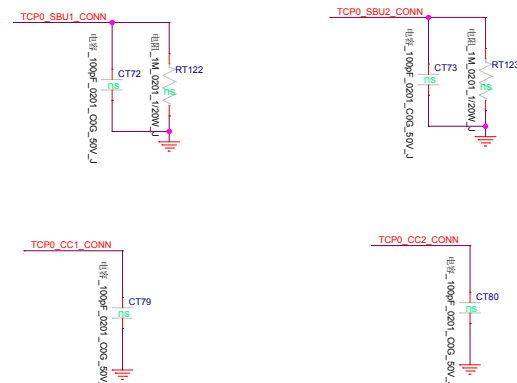 TCP0_SBU1_CONN
电容_100pF_0201_C0G_50V_J
CT72
ns
电阻_1M_0201_1/20W_J
RT122
ns
TCP0_SBU2_CONN
电容_100pF_0201_C0G_50V_J
CT73
ns
电阻_1M_0201_1/20W_J
RT123
ns
TCP0_CC1_CONN
电容_100pF_0201_C0G_50V_
CT79
ns
TCP0_CC2_CONN
电容_100pF_0201_C0G_50V_
CT80
ns